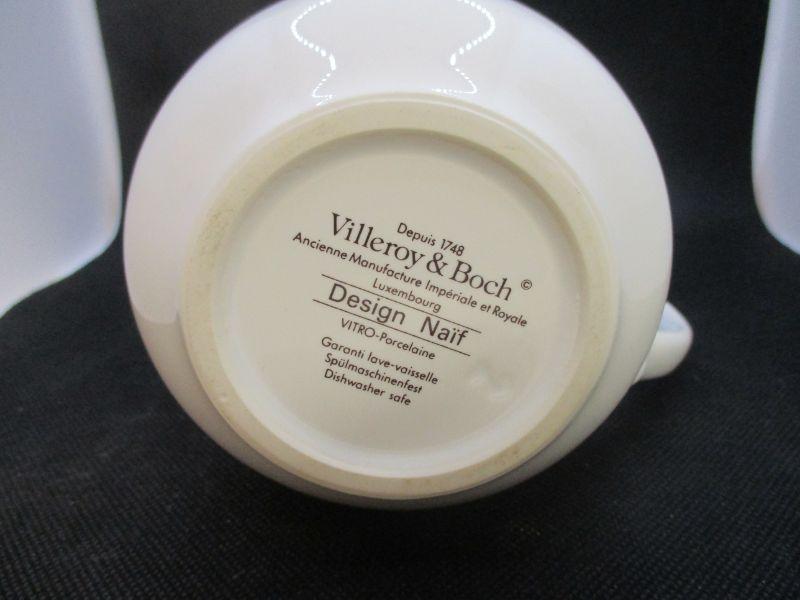 Depuis 1748
Villeroy & Boch ©
Ancienne Manufacture Impériale et Royale
Luxembourg
Design Naïf
VITRO-Porcelaine
Garanti lave-vaisselle
Spülmaschinenfest
Dishwasher safe